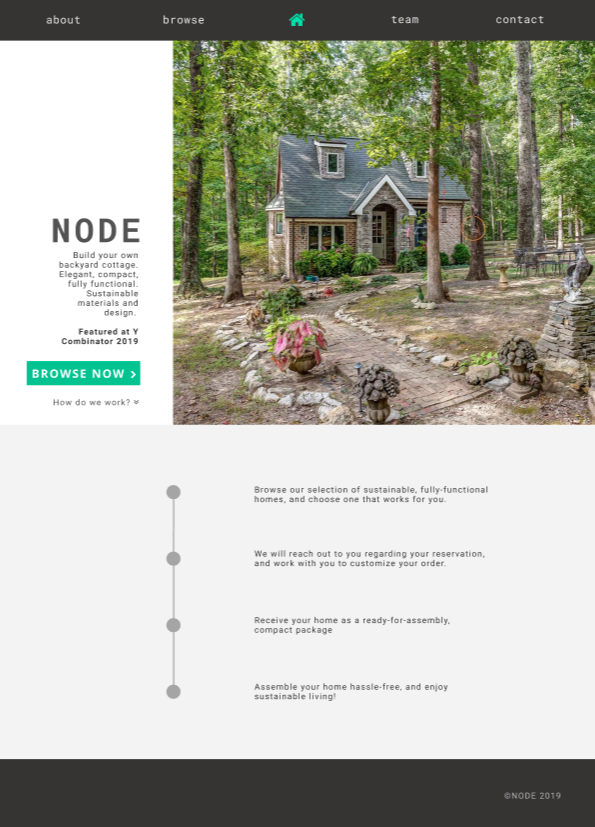 about browse team contact
NODE
Build your own
backyard cottage.
Elegant, compact,
fully functional.
Sustainable
materials and
design.
Featured at Y
Combinator 2019
BROWSE NOW >
How do we work?
Browse our selection of sustainable, fully-functional
homes, and choose one that works for you.
We will reach out to you regarding your reservation,
and work with you to customize your order.
Receive your home as a ready-for-assembly,
compact package
Assemble your home hassle-free, and enjoy
sustainable living!
©NODE 2019